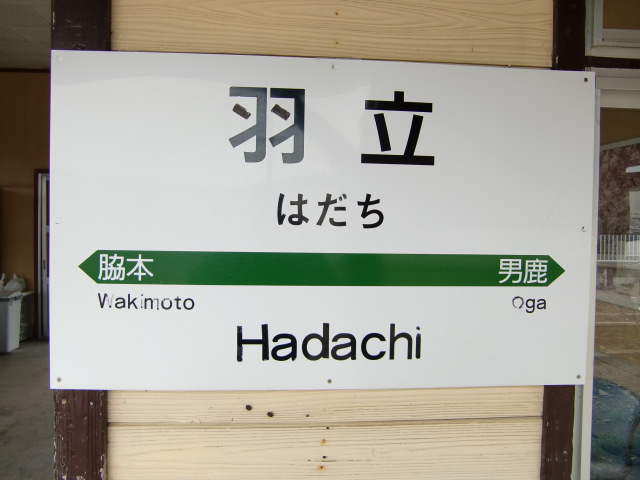 羽立
はだち
脇本 男鹿
Wakimoto Oga
Hadachi